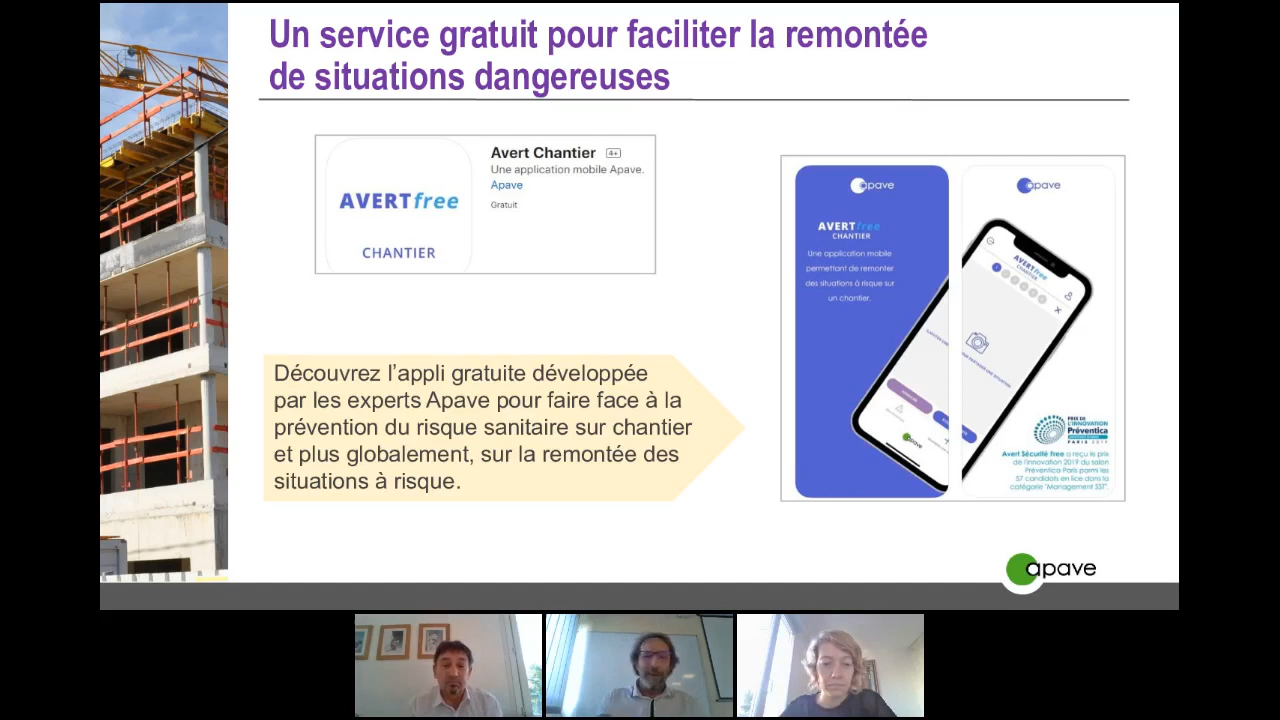 Un service gratuit pour faciliter la remontée
de situations dangereuses
AVERTfree
CHANTIER
Avert Chantier 4+
Une application mobile Apave.
Apave
Gratuit
Découvrez l’appli gratuite développée
par les experts Apave pour faire face à la
prévention du risque sanitaire sur chantier
et plus globalement, sur la remontée des
situations à risque.
apave
AVERTfree
CHANTIER
Une application mobile
permettant de remonter
des situations à risque sur
un chantier.
apave
AVERTfree
CHANTIER
apave
PRIX DE
L'INNOVATION
Préventica
PARIS 2019
Avert Sécurité Free a reçu le prix
de l'innovation 2019 du salon
Préventica Paris parmi les
57 candidats en lice dans la
catégorie "Management SST".
apave